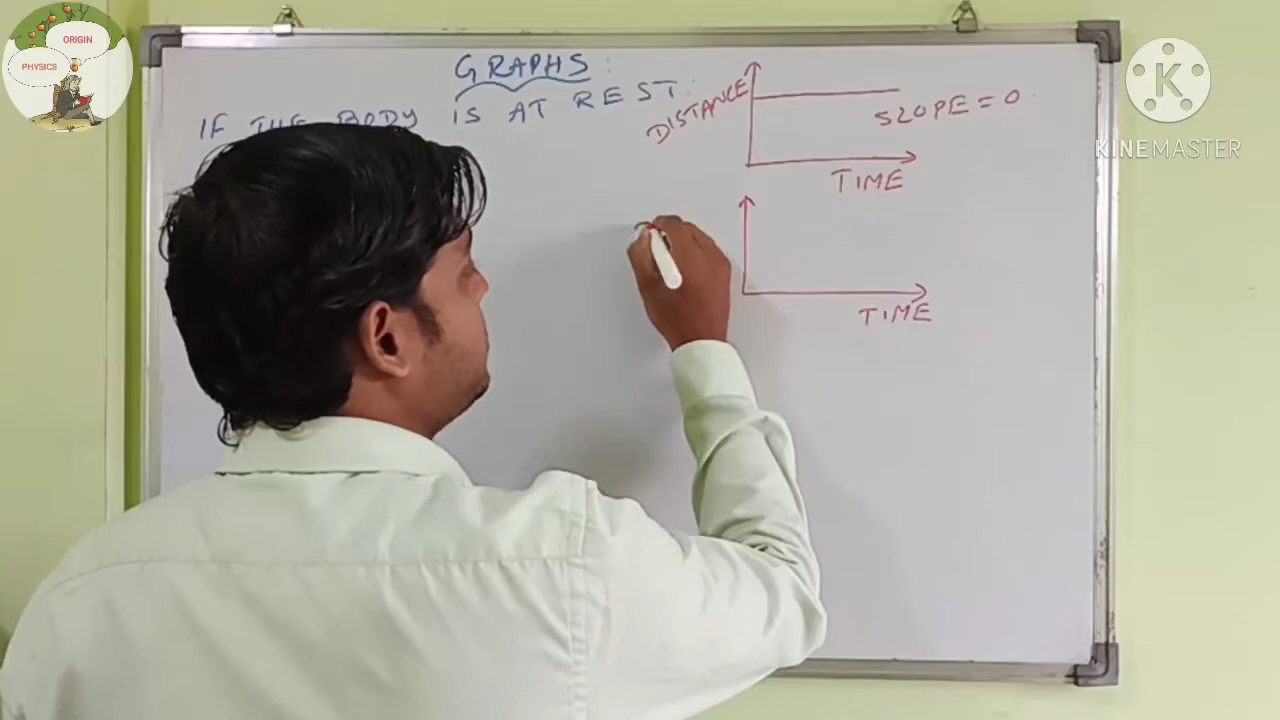 ORIGIN
PHYSICS
GRAPHS:
IF THE BODY IS AT REST:
DISTANCE
SLOPE = 0
TIME
TIME
K
KINEMASTER